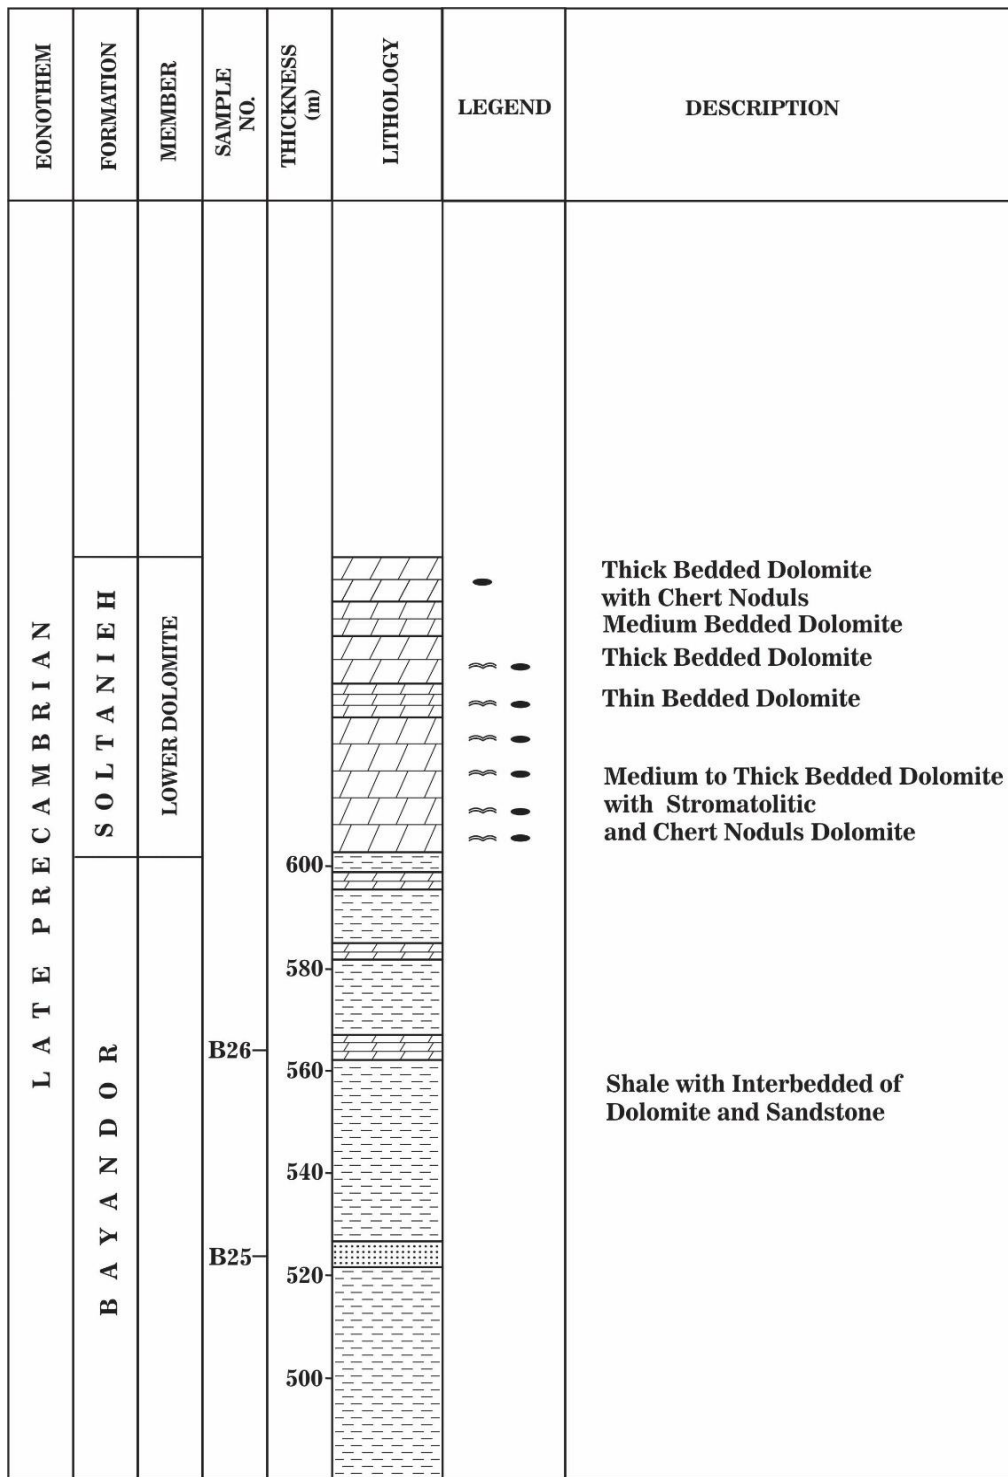 EONOTHEM
FORMATION
MEMBER
SAMPLE
NO.
THICKNESS
(m)
LITHOLOGY
LEGEND
DESCRIPTION
LATE PRECAMBRIAN
SOLTANIEH
LOWER DOLOMITE
Thick Bedded Dolomite
with Chert Noduls
Medium Bedded Dolomite
Thick Bedded Dolomite
Thin Bedded Dolomite
Medium to Thick Bedded Dolomite
with Stromatolitic
and Chert Noduls Dolomite
BAYANDOR
600
580
B26
560
540
B25
520
500
Shale with Interbedded of
Dolomite and Sandstone